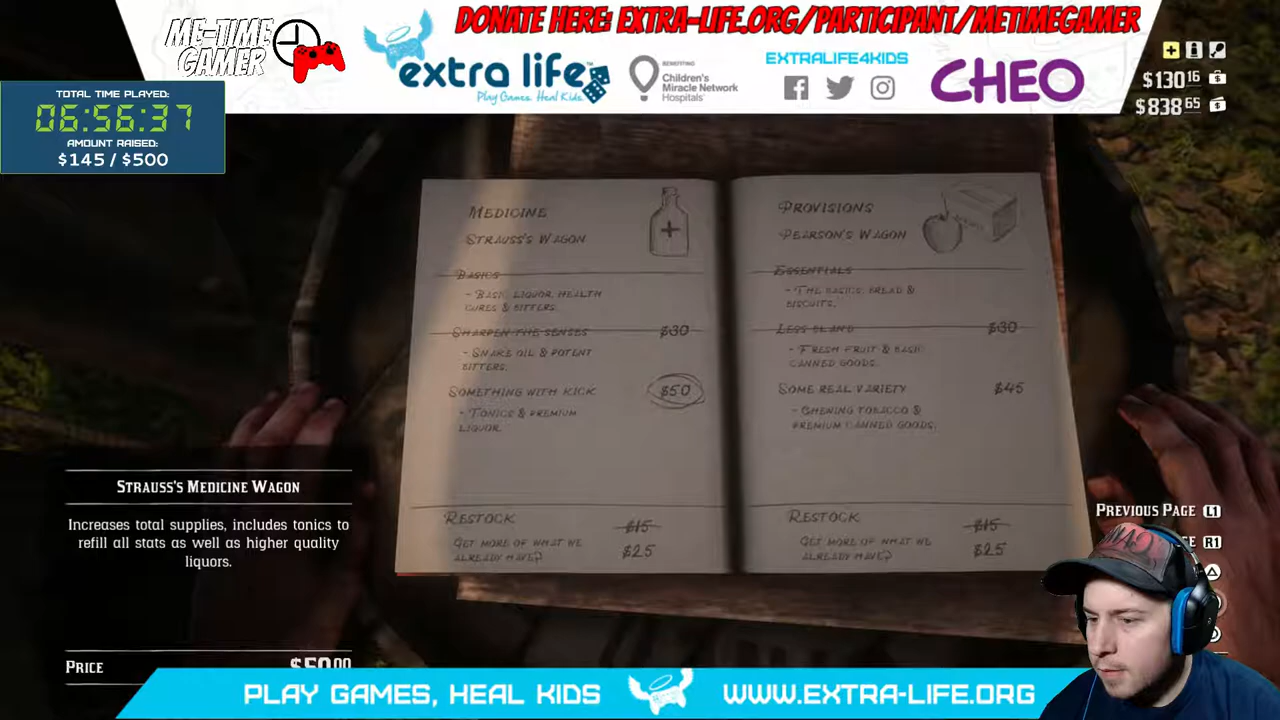 DONATE HERE: EXTRA-LIFE.ORG/PARTICIPANT/METIMEGAMER
ME-TIME
GAMER
extra life
Play Games. Heal Kids.
BENEFITING
Children's
Miracle Network
Hospitals
EXTRALIFE4KIDS
CHEO
$130 16
$838 65
TOTAL TIME PLAYED:
06:56:37
AMOUNT RAISED:
$145 / $500
MEDICINE
STRAUSS'S WAGON
BASICS
- BASIC LIQUOR, HEALTH
CURES & BITTERS.
SHARPEN THE SENSES $30
- SNAKE OIL & POTENT
BITTERS.
SOMETHING WITH KICK $50
- TONICS & PREMIUM
LIQUOR.
RESTOCK $15
GET MORE OF WHAT WE
ALREADY HAVE? $25
PROVISIONS
PEARSON'S WAGON
ESSENTIALS
- THE BASICS: BREAD &
BISCUITS.
LESS BLAND $30
- FRESH FRUIT & BASIC
CANNED GOODS.
SOME REAL VARIETY $45
- CHEWING TOBACCO &
PREMIUM CANNED GOODS.
RESTOCK $15
GET MORE OF WHAT WE
ALREADY HAVE? $25
STRAUSS'S MEDICINE WAGON
Increases total supplies, includes tonics to
refill all stats as well as higher quality
liquors.
PRICE $50.00
PREVIOUS PAGE L1
R1
PLAY GAMES, HEAL KIDS
WWW.EXTRA-LIFE.ORG